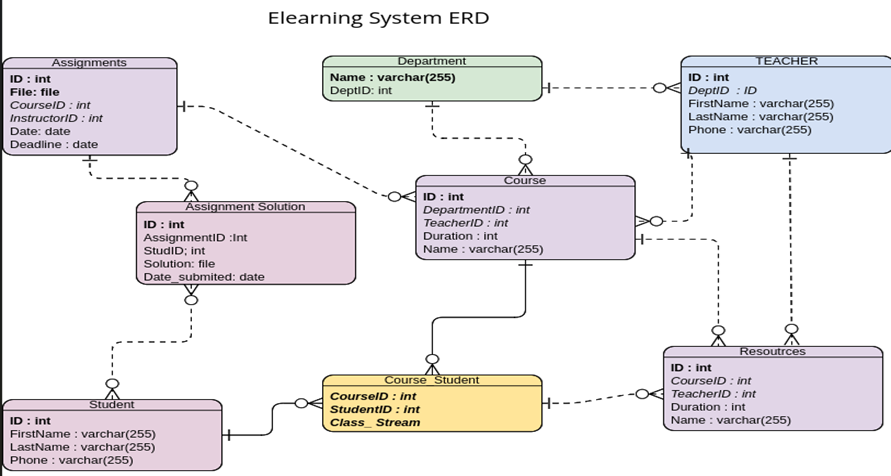 Elearning System ERD
Assignments
ID : int
File: file
CourseID : int
InstructorID : int
Date: date
Deadline : date
Department
Name : varchar(255)
DeptID: int
TEACHER
ID : int
DeptID : ID
FirstName : varchar(255)
LastName : varchar(255)
Phone : varchar(255)
Course
ID : int
DepartmentID : int
TeacherID : int
Duration : int
Name : varchar(255)
Assignment Solution
ID : int
AssignmentID :Int
StudID; int
Solution: file
Date_submited: date
Resoutrces
ID : int
CourseID : int
TeacherID : int
Duration : int
Name : varchar(255)
Course_Student
CourseID : int
StudentID : int
Class_ Stream
Student
ID : int
FirstName : varchar(255)
LastName : varchar(255)
Phone : varchar(255)